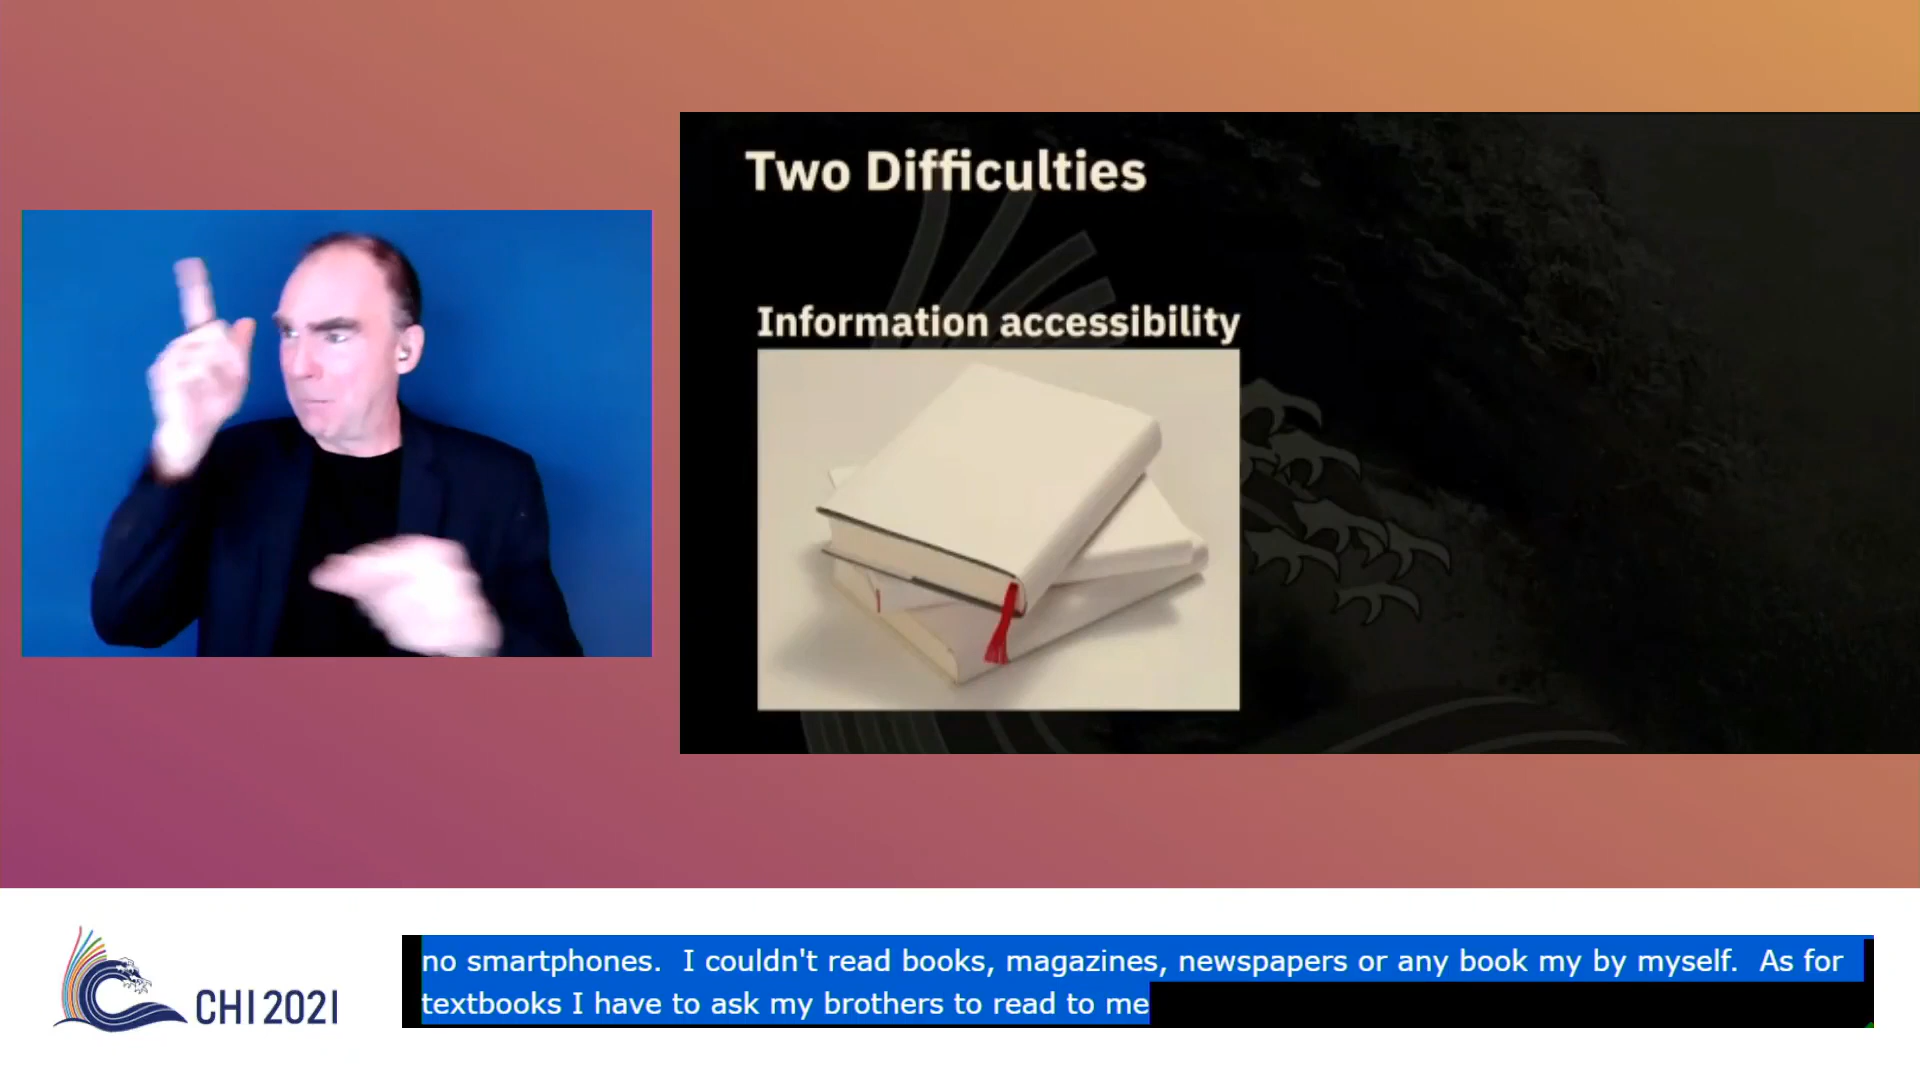 Two Difficulties
Information accessibility
CHI 2021
no smartphones.  I couldn't read books, magazines, newspapers or any book my by myself.  As for
textbooks I have to ask my brothers to read to me